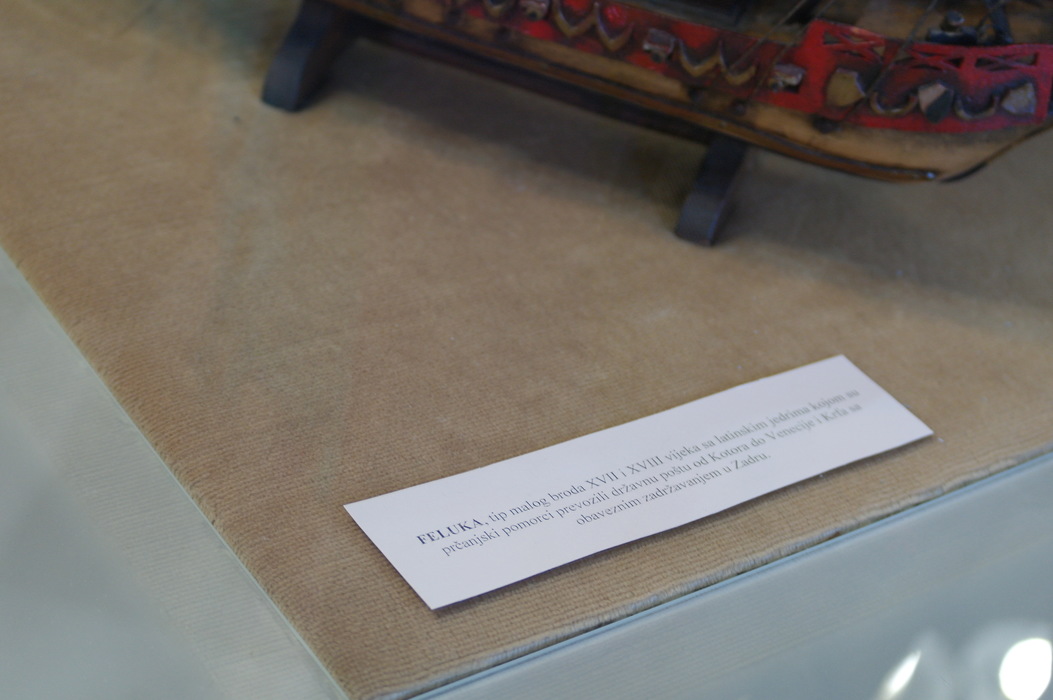 FELUKA, tip malog broda XVII i XVIII vijeka sa latinskim jedrima kojom su
prčanjski pomorci prevozili državnu poštu od Kotora do Venecije i Krfa sa
obaveznim zadržavanjem u Zadru.